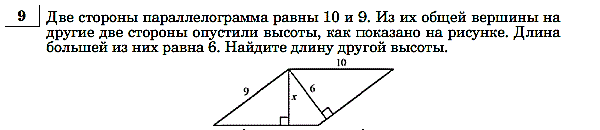 9 Две стороны параллелограмма равны 10 и 9. Из их общей вершины на
другие две стороны опустили высоты, как показано на рисунке. Длина
большей из них равна 6. Найдите длину другой высоты.
10
9 x 6